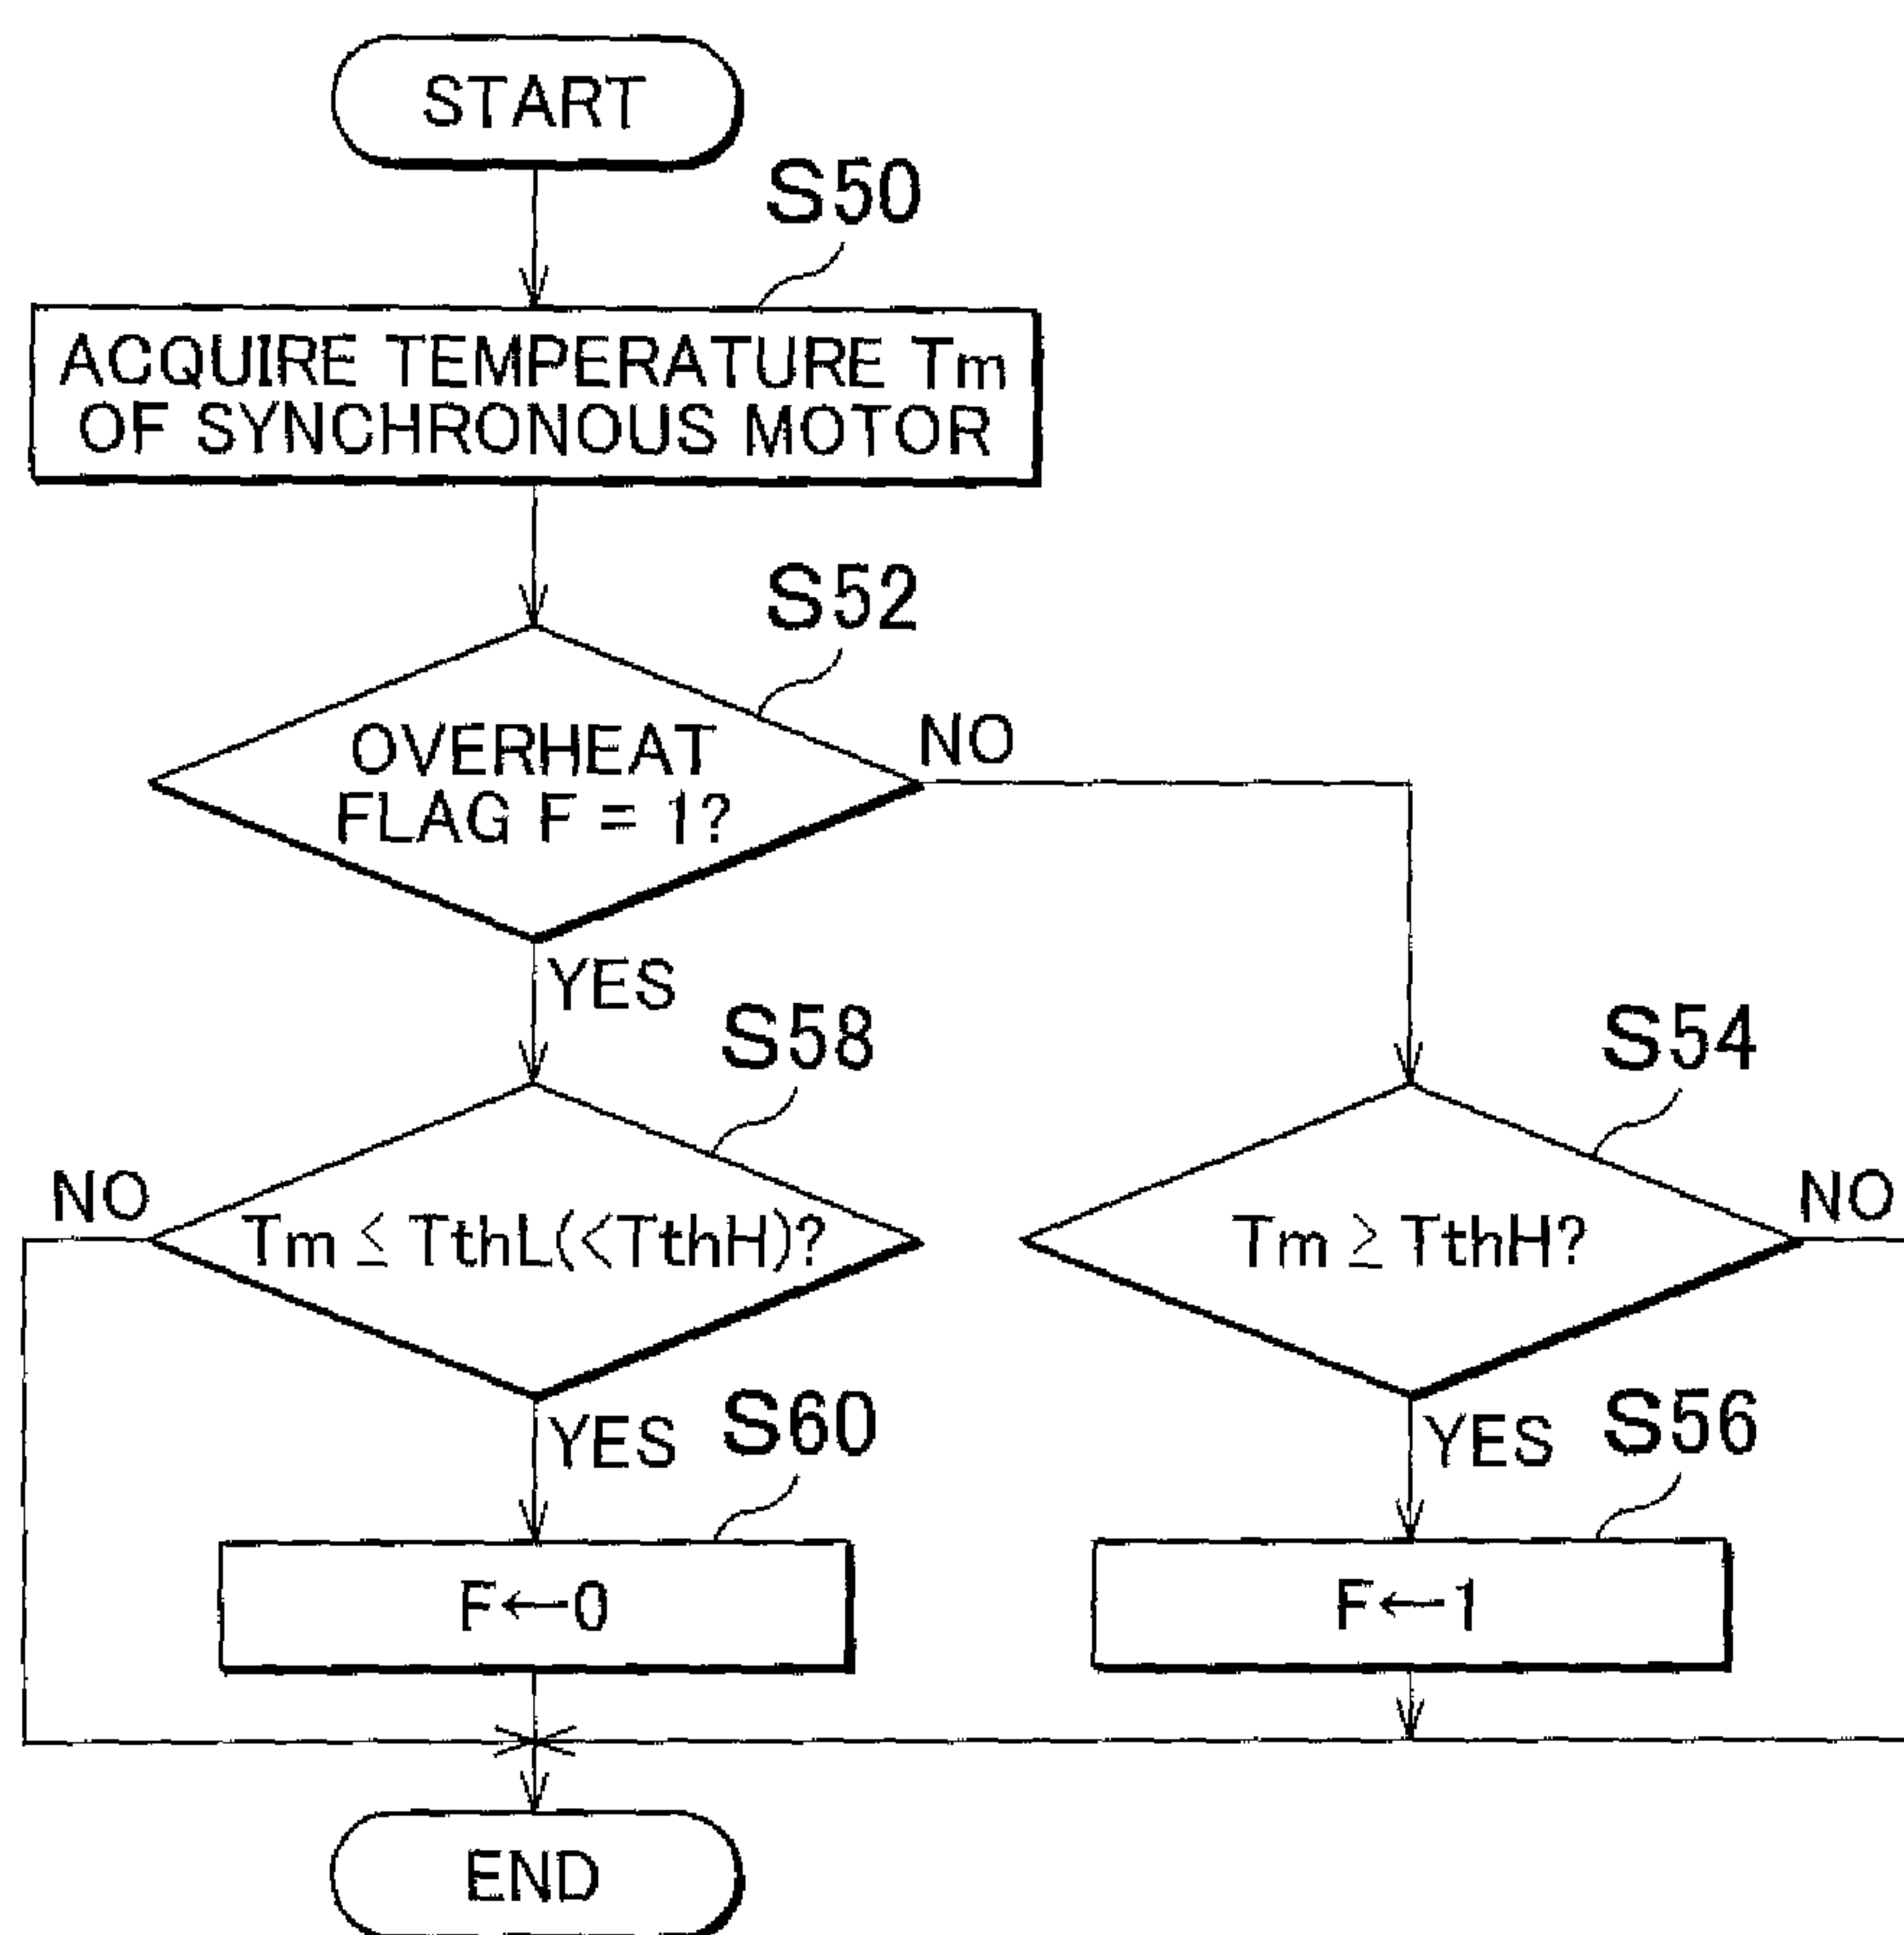 START
S50
ACQUIRE TEMPERATURE Tm
OF SYNCHRONOUS MOTOR
S52
OVERHEAT
FLAG F = 1?
NO
YES
S58
S54
NO
Tm ≤ TthL(<TthH)?
Tm ≥ TthH?
NO
YES
S60
YES
S56
F←0
F←1
END